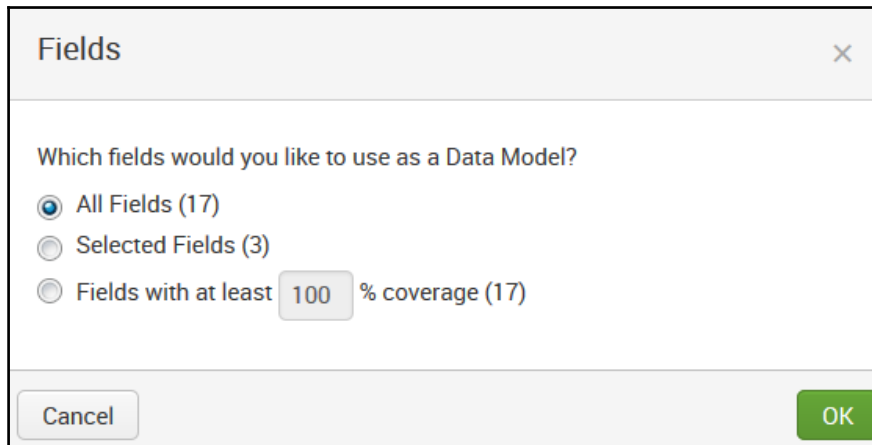 Fields
Which fields would you like to use as a Data Model?
All Fields (17)
Selected Fields (3)
Fields with at least 100 % coverage (17)
Cancel OK